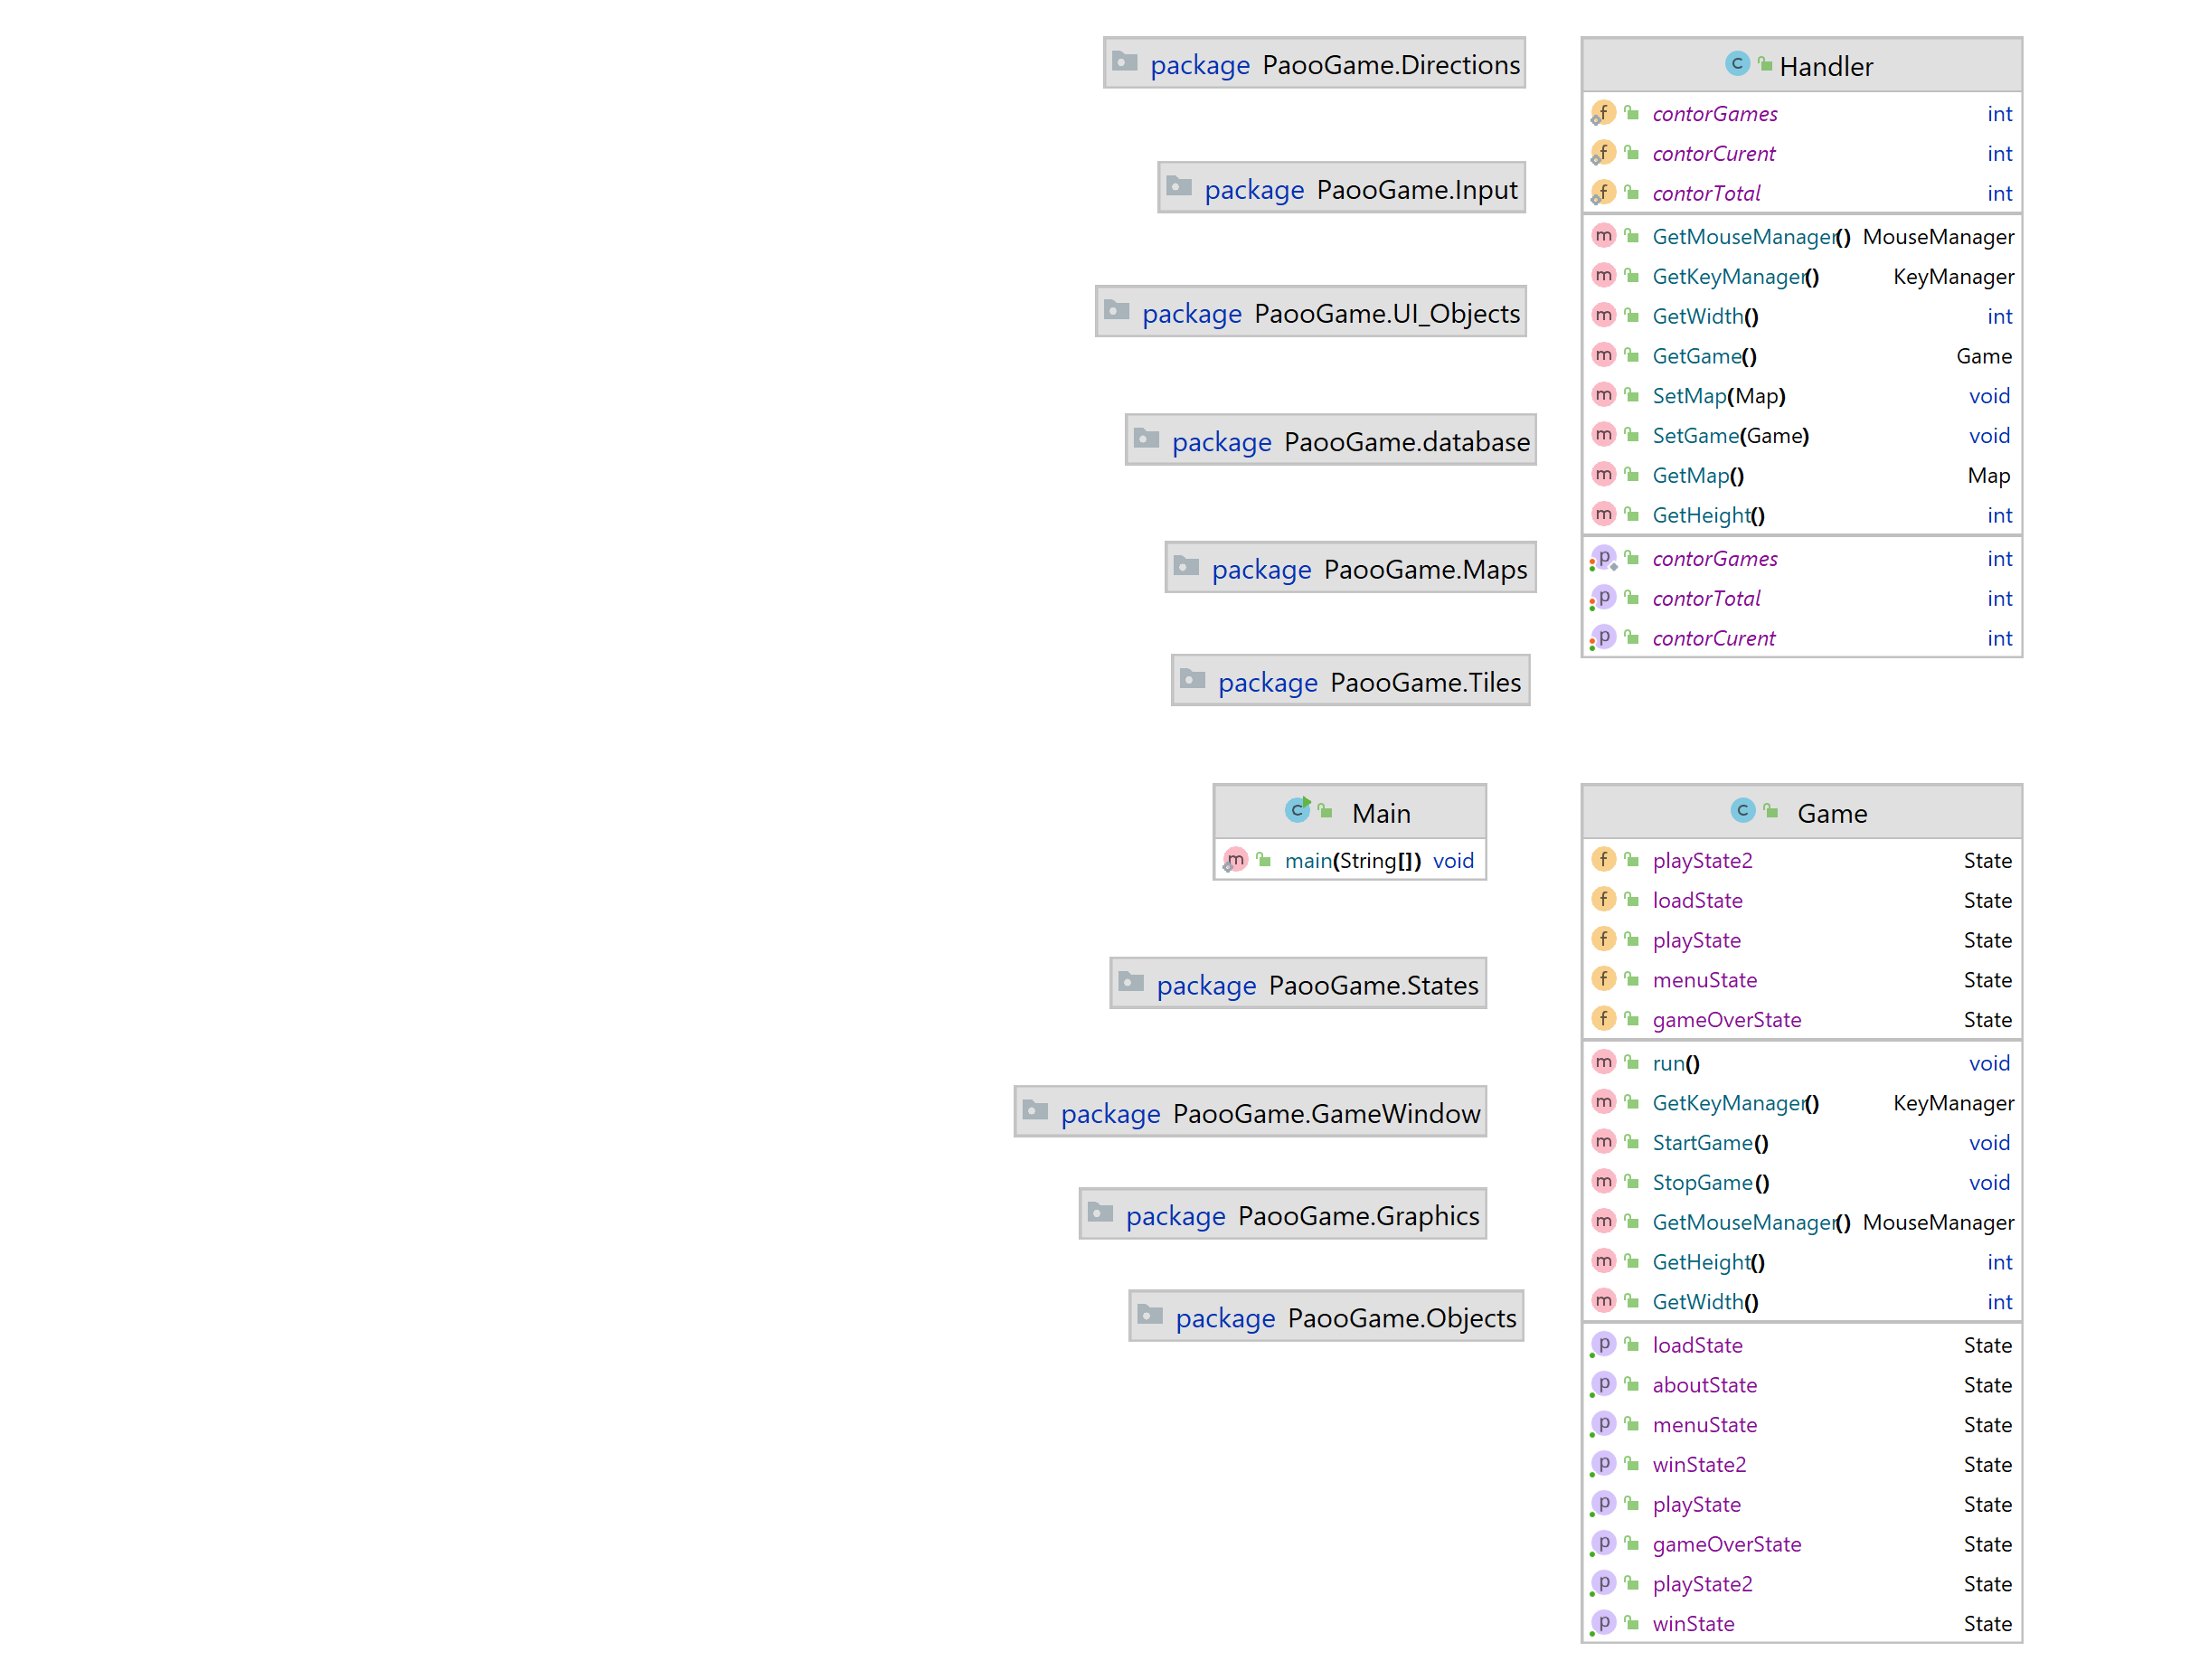 package PaooGame.Directions
package PaooGame.Input
package PaooGame.UI_Objects
package PaooGame.database
package PaooGame.Maps
package PaooGame.Tiles
Handler
contorGames int
contorCurent int
contorTotal int
GetMouseManager() MouseManager
GetKeyManager() KeyManager
GetWidth() int
GetGame() Game
SetMap(Map) void
SetGame(Game) void
GetMap() Map
GetHeight() int
contorGames int
contorTotal int
contorCurent int
Main
main(String[]) void
package PaooGame.States
package PaooGame.GameWindow
package PaooGame.Graphics
package PaooGame.Objects
Game
playState2 State
loadState State
playState State
menuState State
gameOverState State
run() void
GetKeyManager() KeyManager
StartGame() void
StopGame() void
GetMouseManager() MouseManager
GetHeight() int
GetWidth() int
loadState State
aboutState State
menuState State
winState2 State
playState State
gameOverState State
playState2 State
winState State